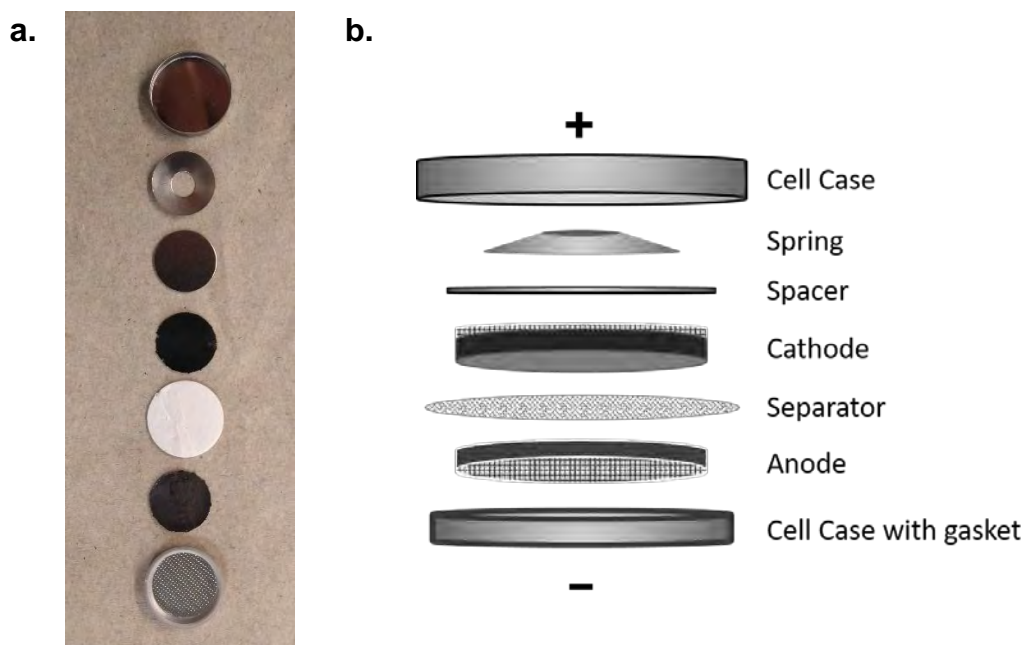 a.
b.
+
Cell Case
Spring
Spacer
Cathode
Separator
Anode
Cell Case with gasket
−